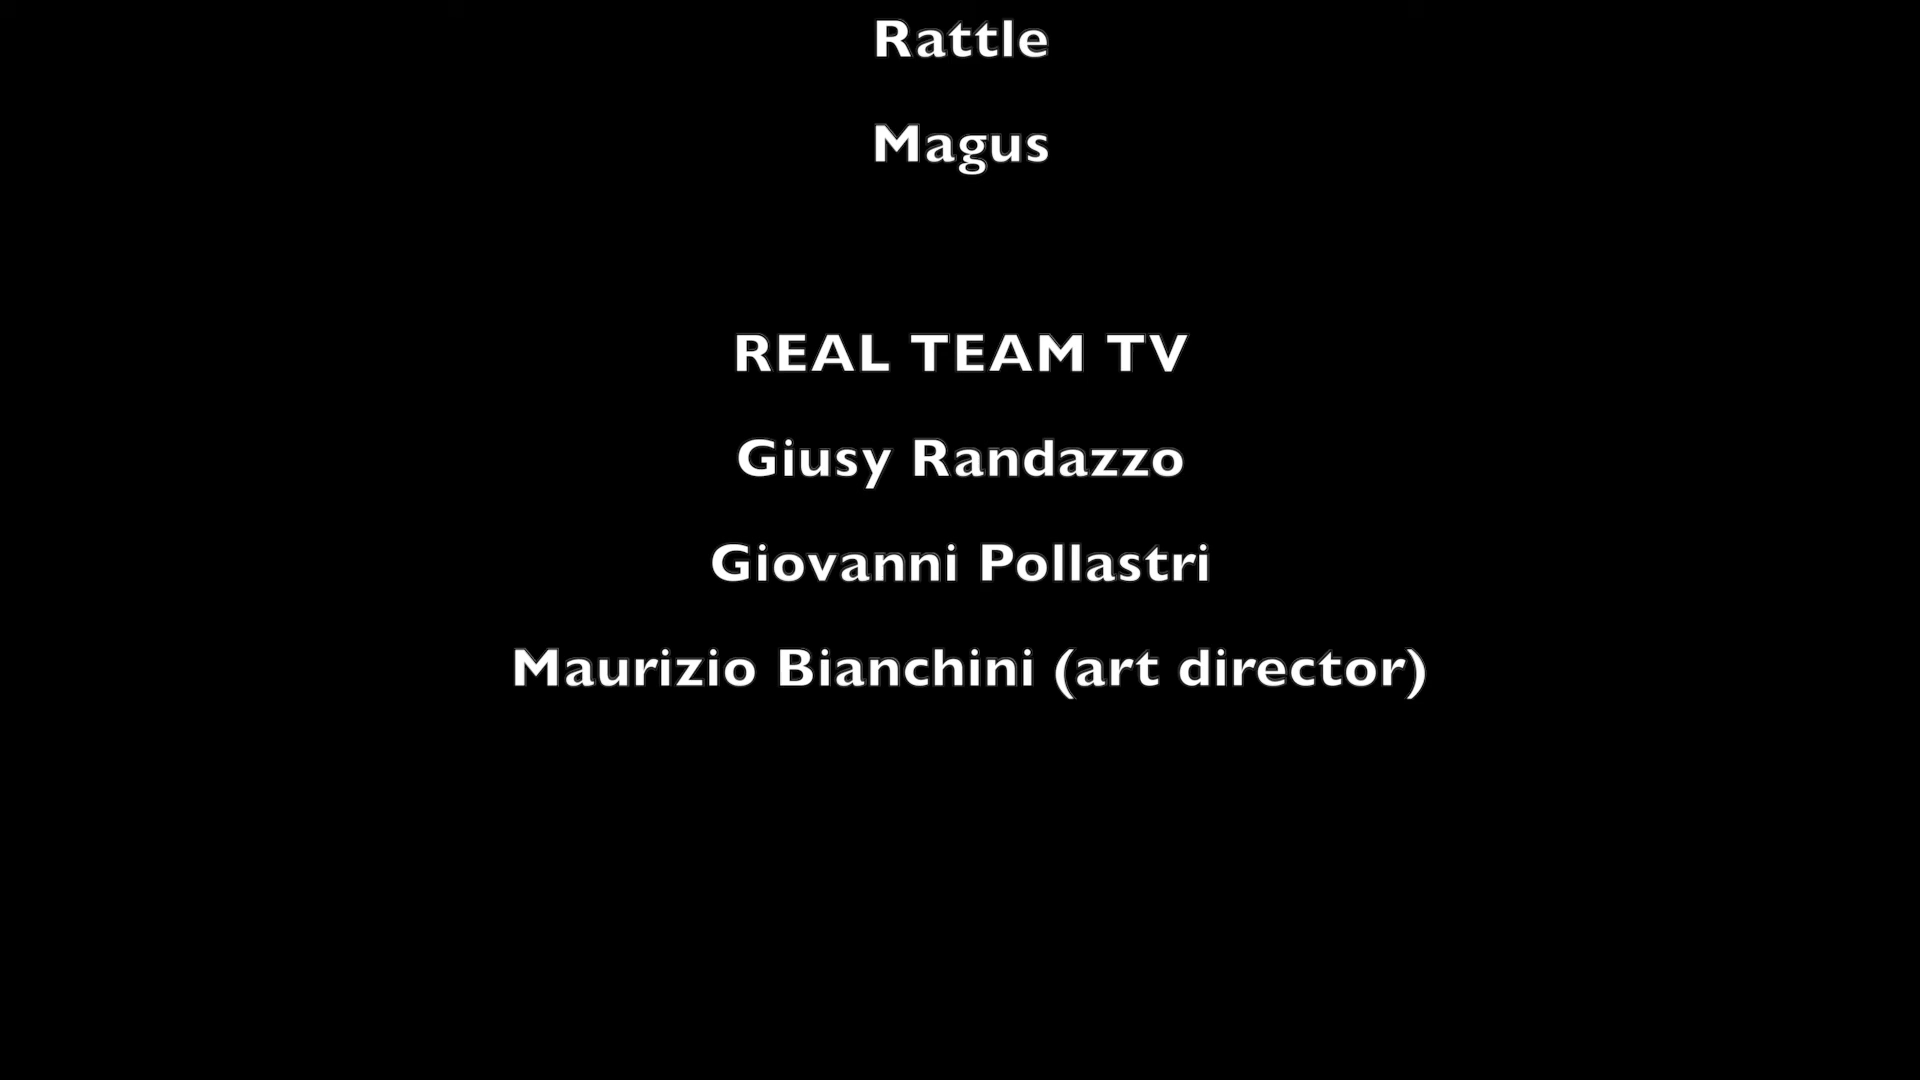 Rattle
Magus
REAL TEAM TV
Giusy Randazzo
Giovanni Pollastri
Maurizio Bianchini (art director)